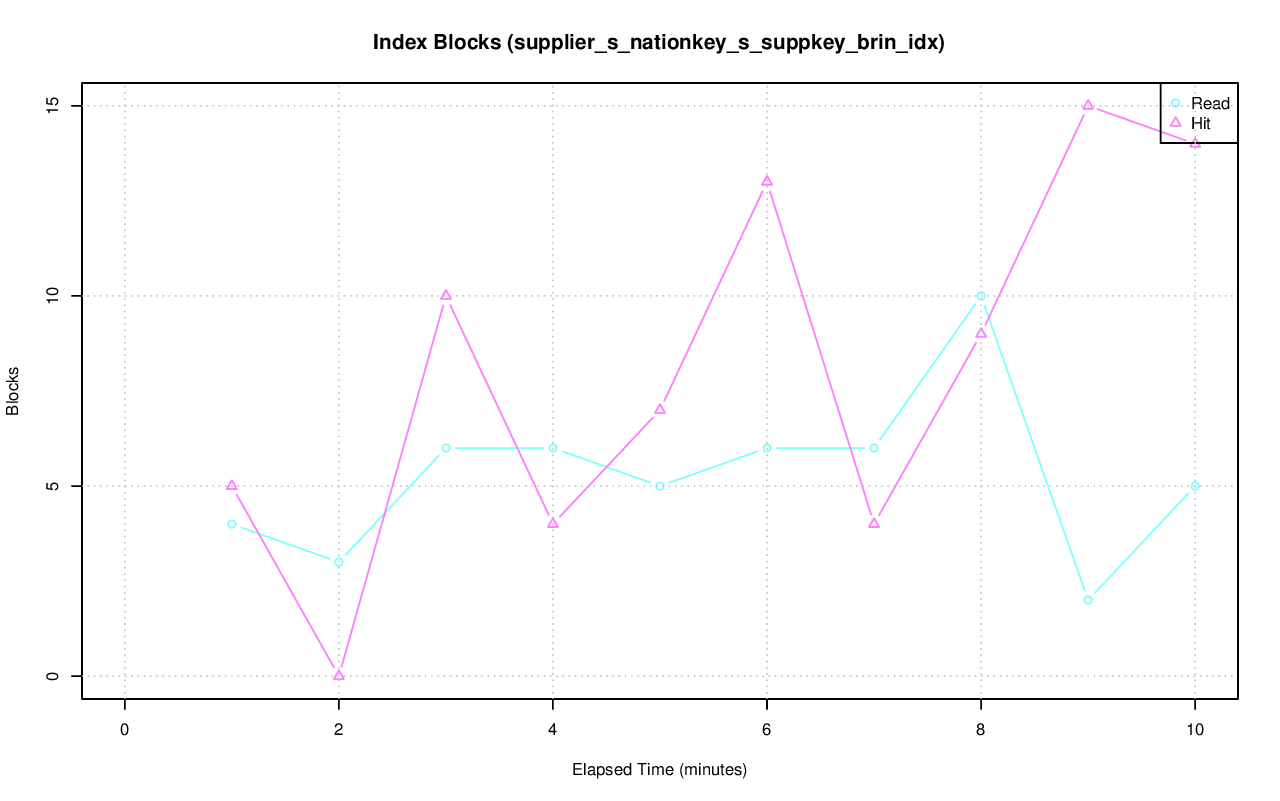 Index Blocks (supplier_s_nationkey_s_suppkey_brin_idx)
Read
Hit
15
10
5
0
Blocks
0 2 4 6 8 10
Elapsed Time (minutes)